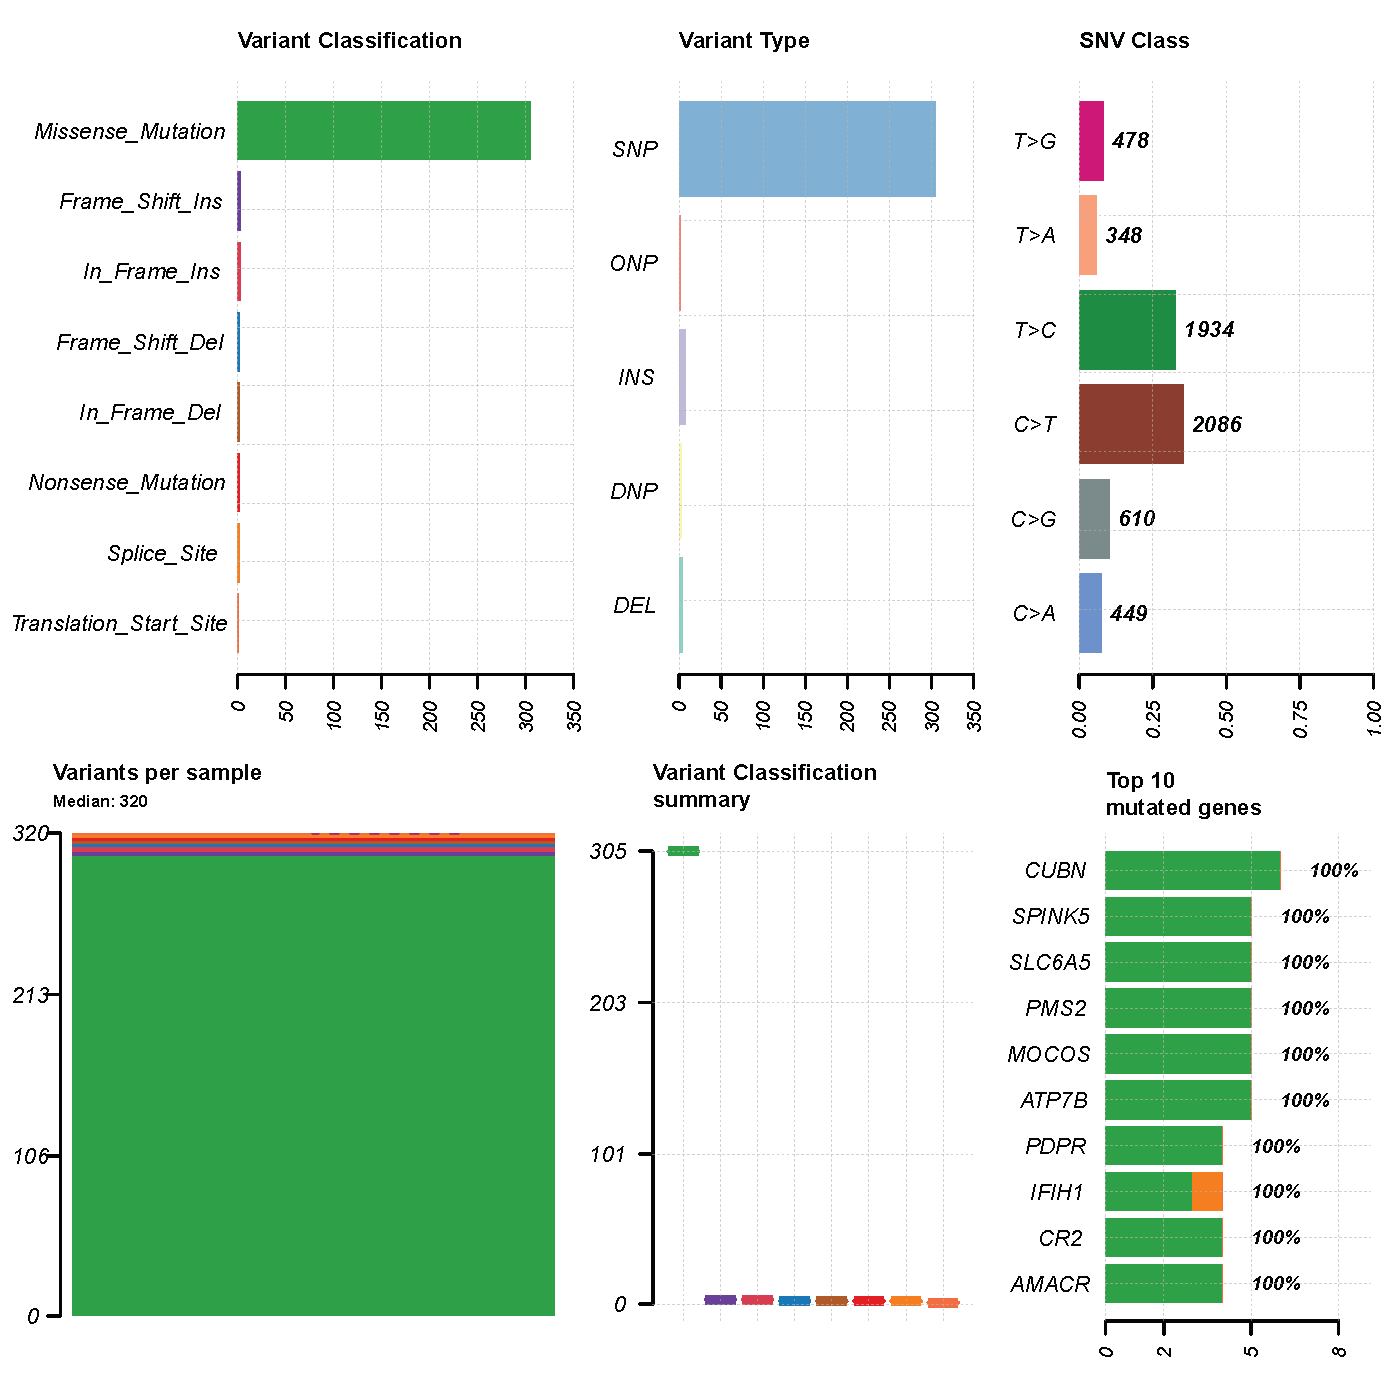 Variant Classification
Missense_Mutation
Frame_Shift_Ins
In_Frame_Ins
Frame_Shift_Del
In_Frame_Del
Nonsense_Mutation
Splice_Site
Translation_Start_Site
0 50 100 150 200 250 300 350
Variant Type
SNP
ONP
INS
DNP
DEL
0 50 100 150 200 250 300 350
SNV Class
T>G 478
T>A 348
T>C 1934
C>T 2086
C>G 610
C>A 449
0.00 0.25 0.50 0.75 1.00
Variants per sample
Median: 320
320
213
106
0
Variant Classification
summary
305
203
101
0
Top 10
mutated genes
CUBN 100%
SPINK5 100%
SLC6A5 100%
PMS2 100%
MOCOS 100%
ATP7B 100%
PDPR 100%
IFIH1 100%
CR2 100%
AMACR 100%
0 2 5 8